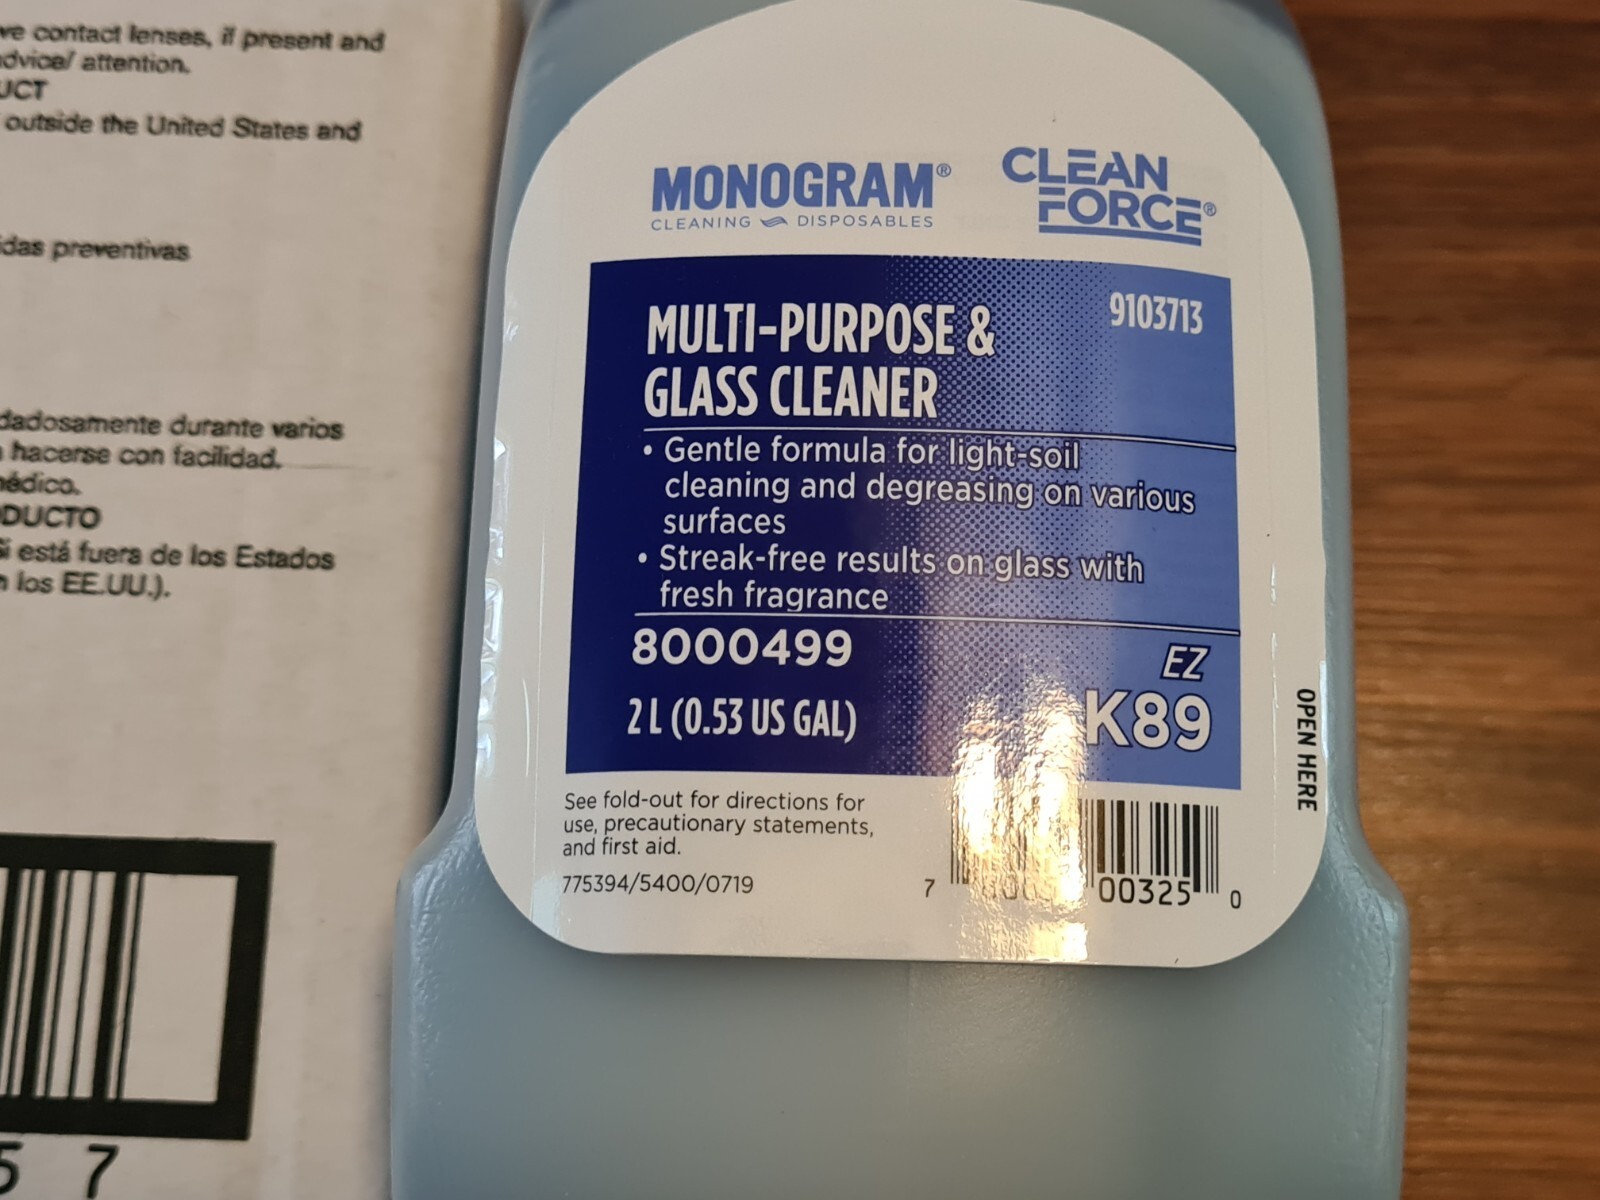 ve contact lenses, if present and
dvice/ attention.
UCT
outside the United States and
das preventivas
dadosamente durante varios
hacerse con facilidad.
médico.
DUCTO
Si está fuera de los Estados
n los EE.UU.).
5 7
MONOGRAM®
CLEANING DISPOSABLES
CLEAN
FORCE®
MULTI-PURPOSE &
GLASS CLEANER
9103713
• Gentle formula for light-soil
cleaning and degreasing on various
surfaces
• Streak-free results on glass with
fresh fragrance
8000499
EZ
2 L (0.53 US GAL)
K89
OPEN HERE
See fold-out for directions for
use, precautionary statements,
and first aid.
775394/5400/0719
7 00325 0